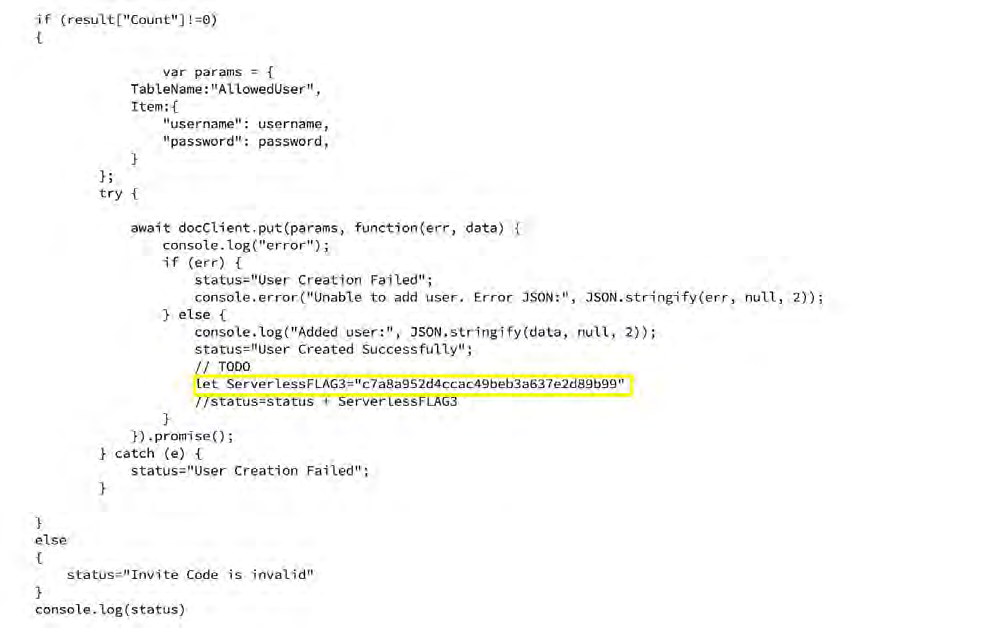 if (result["Count"]!=0)
{
var params = {
TableName:"AllowedUser",
Item:{
"username": username,
"password": password,
}
};
try {
await docClient.put(params, function(err, data) {
console.log("error");
if (err) {
status="User Creation Failed";
console.error("Unable to add user. Error JSON:", JSON.stringify(err, null, 2));
} else {
console.log("Added user:", JSON.stringify(data, null, 2));
status="User Created Successfully";
// TODO
let ServerlessFLAG3="c7a8a952d4ccac49beb3a637e2d89b99"
//status=status + ServerlessFLAG3
}
}).promise();
} catch (e) {
status="User Creation Failed";
}
}
else
{
status="Invite Code is invalid"
}
console.log(status)